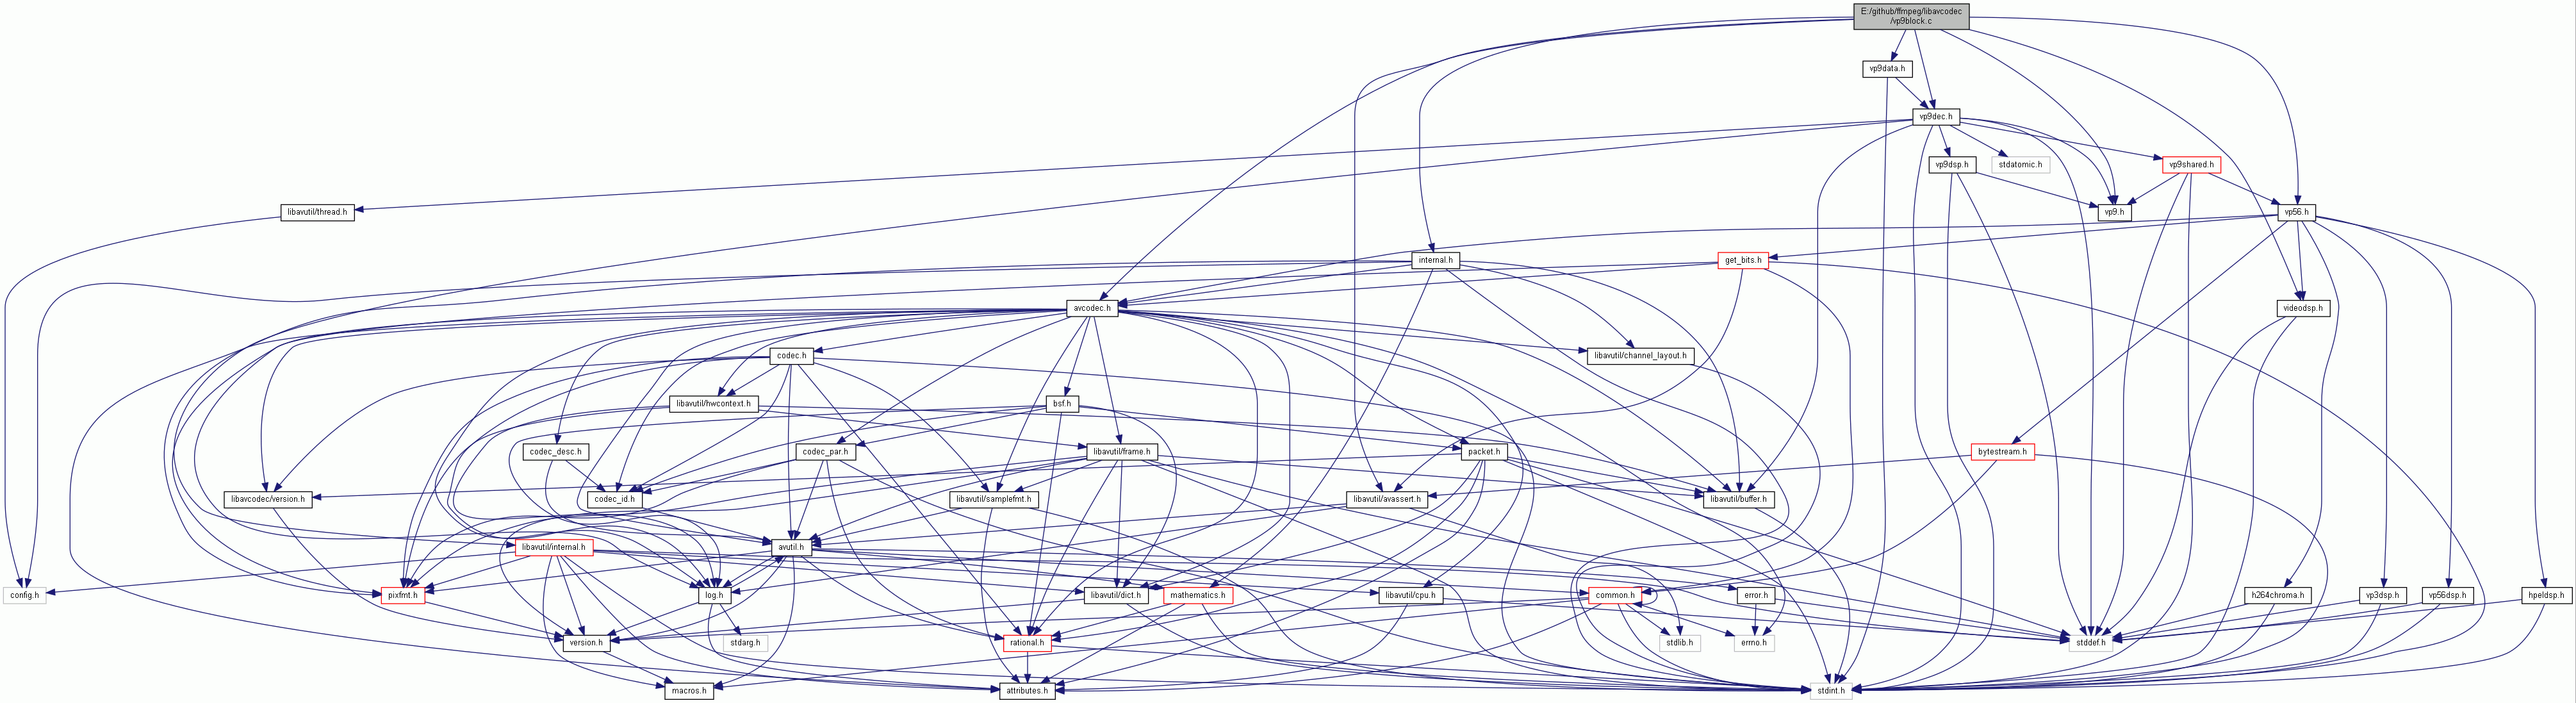 E:/github/ffmpeg/libavcodec
/vp9block.c
vp9data.h
vp9dec.h
vp9dsp.h
stdatomic.h
vp9shared.h
libavutil/thread.h
vp9.h
vp56.h
internal.h
get_bits.h
avcodec.h
videodsp.h
codec.h
libavutil/channel_layout.h
libavutil/hwcontext.h
bsf.h
codec_desc.h
codec_par.h
libavutil/frame.h
packet.h
bytestream.h
libavcodec/version.h
codec_id.h
libavutil/samplefmt.h
libavutil/avassert.h
libavutil/buffer.h
libavutil/internal.h
avutil.h
config.h
pixfmt.h
log.h
libavutil/dict.h
mathematics.h
libavutil/cpu.h
common.h
error.h
h264chroma.h
vp3dsp.h
vp56dsp.h
hpeldsp.h
version.h
stdarg.h
rational.h
stdlib.h
errno.h
stddef.h
macros.h
attributes.h
stdint.h